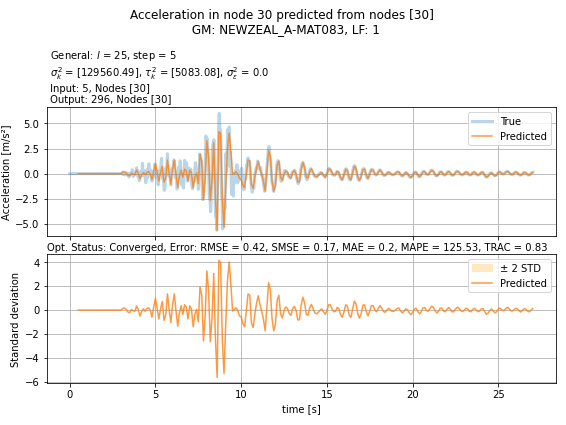 Acceleration in node 30 predicted from nodes [30]
GM: NEWZEAL_A-MAT083, LF: 1
General: l = 25, step = 5
σ_k² = [129560.49], τ_k² = [5083.08], σ_ε² = 0.0
Input: 5, Nodes [30]
Output: 296, Nodes [30]
Acceleration [m/s²]
5.0
2.5
0.0
−2.5
−5.0
True
Predicted
Opt. Status: Converged, Error: RMSE = 0.42, SMSE = 0.17, MAE = 0.2, MAPE = 125.53, TRAC = 0.83
Standard deviation
4
2
0
−2
−4
−6
± 2 STD
Predicted
0 5 10 15 20 25
time [s]